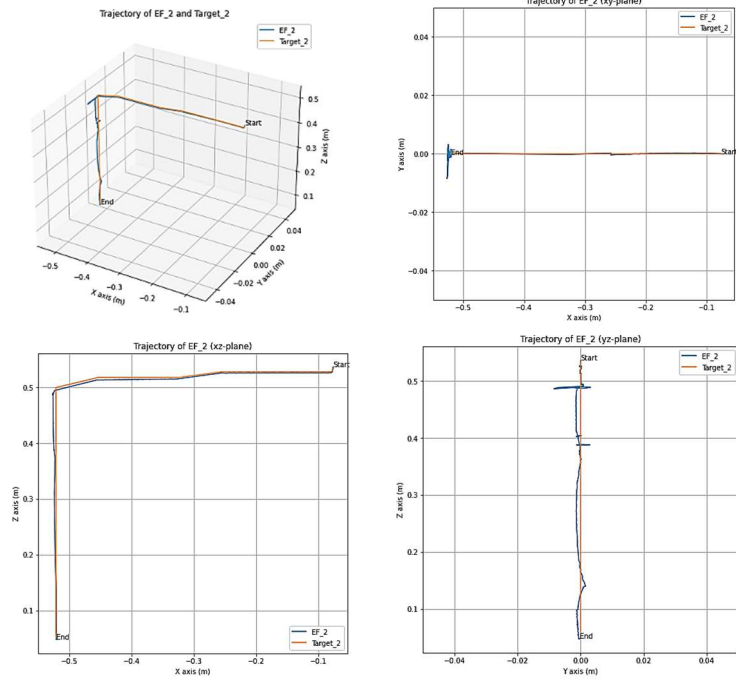 Trajectory of EF_2 and Target_2
EF_2
Target_2
Start
End
0.5
0.4
0.3
0.2
0.1
Z axis (m)
0.04
0.02
0.00
−0.02
−0.04
Y axis (m)
−0.5
−0.4
−0.3
−0.2
−0.1
X axis (m)
Trajectory of EF_2 (xy-plane)
EF_2
Target_2
0.04
0.02
0.00
−0.02
−0.04
Y axis (m)
End
Start
−0.5
−0.4
−0.3
−0.2
−0.1
X axis (m)
Trajectory of EF_2 (xz-plane)
Start
0.5
0.4
0.3
0.2
0.1
Z axis (m)
End
EF_2
Target_2
−0.5
−0.4
−0.3
−0.2
−0.1
X axis (m)
Trajectory of EF_2 (yz-plane)
Start
EF_2
Target_2
0.5
0.4
0.3
0.2
0.1
Z axis (m)
End
−0.04
−0.02
0.00
0.02
0.04
Y axis (m)